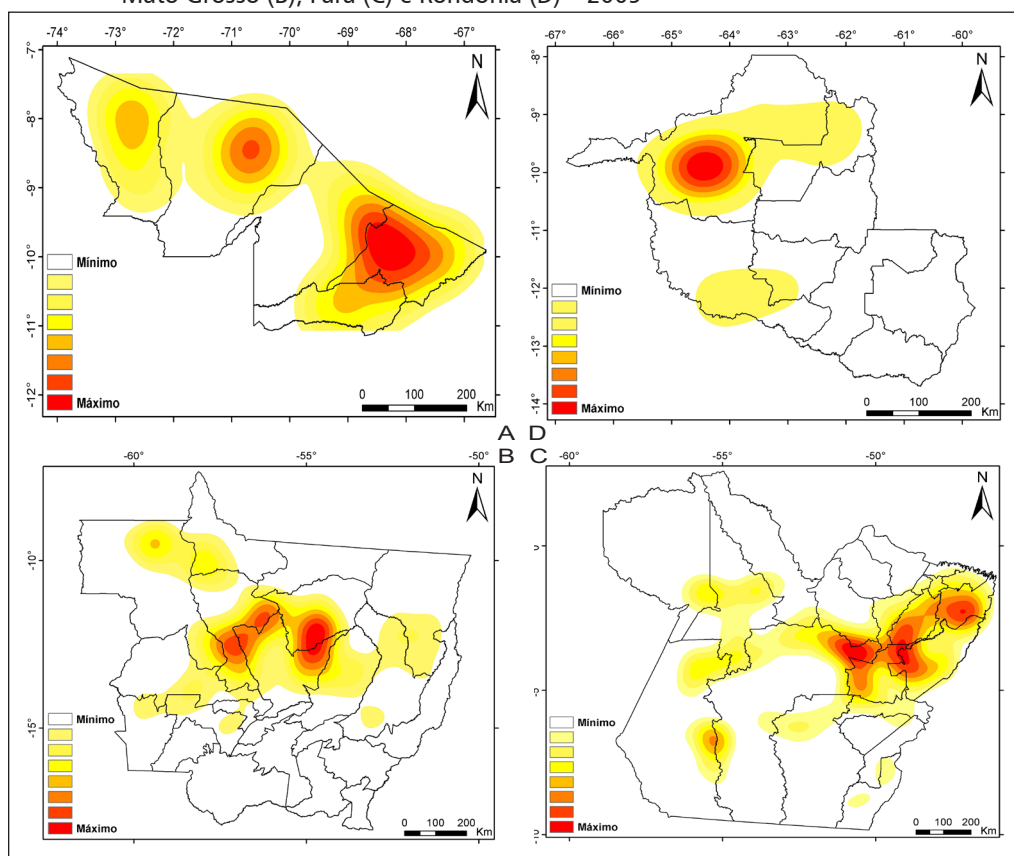 Mato Grosso (B), Pará (C) e Rondônia (D) – 2005
-74° -73° -72° -71° -70° -69° -68° -67°
-7°
-8°
-9°
-10°
-11°
-12°
N
Mínimo
Máximo
0 100 200
Km
-67° -66° -65° -64° -63° -62° -61° -60°
-8°
-9°
-10°
-11°
-12°
-13°
-14°
N
Mínimo
Máximo
0 100 200
Km
A D
B C
-60° -55° -50°
-10°
-15°
N
Mínimo
Máximo
0 100 200
Km
-60° -50°
N
Mínimo
Máximo
0 100 200
Km